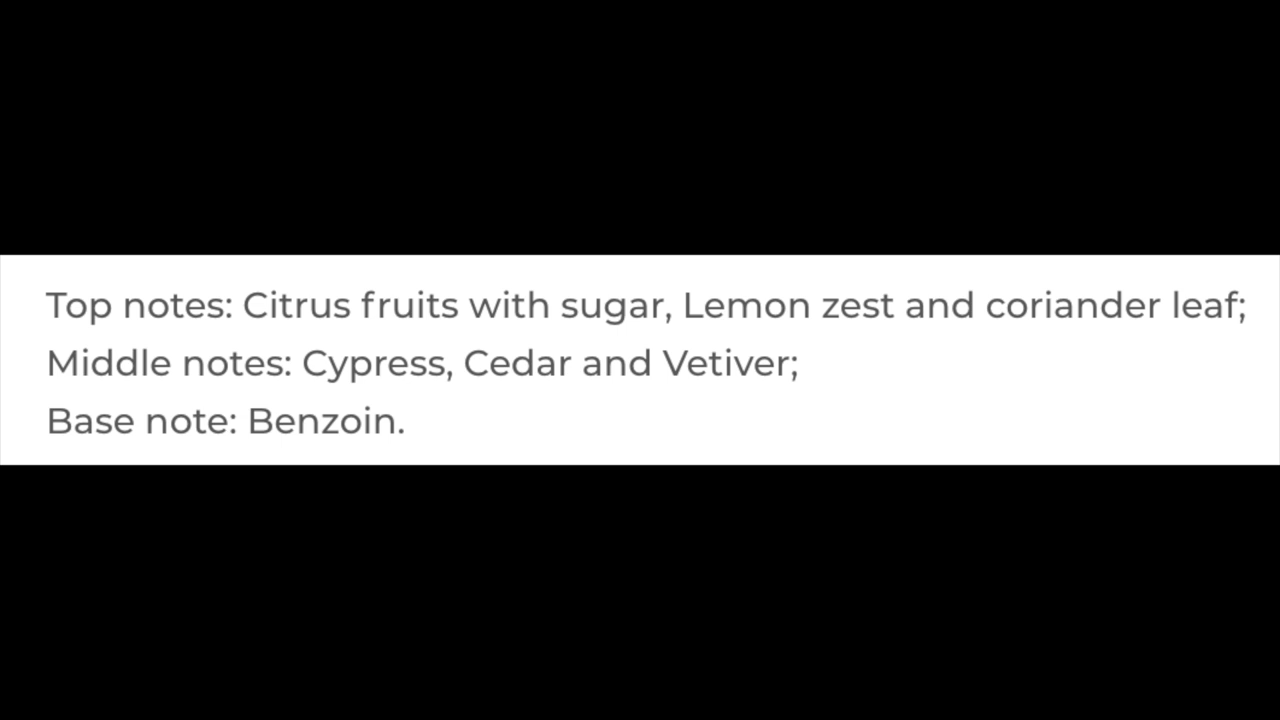 Top notes: Citrus fruits with sugar, Lemon zest and coriander leaf;
Middle notes: Cypress, Cedar and Vetiver;
Base note: Benzoin.